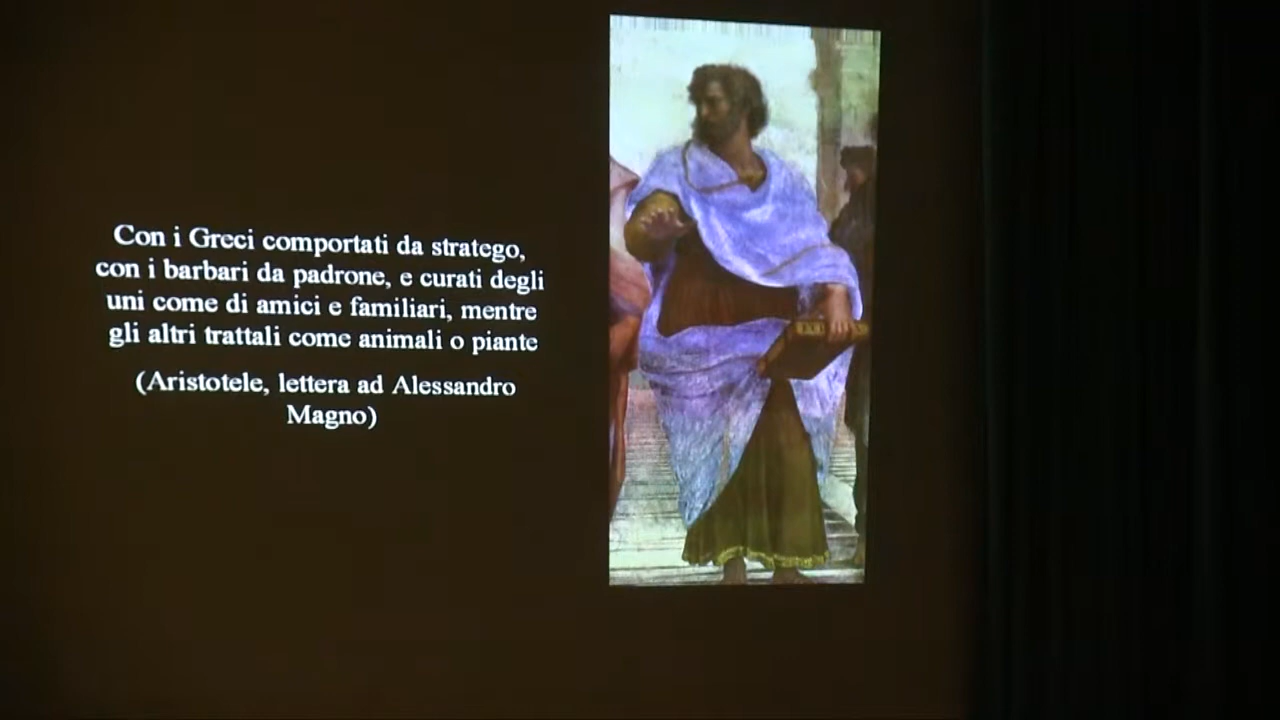 Con i Greci comportati da stratego,
con i barbari da padrone, e curati degli
uni come di amici e familiari, mentre
gli altri trattali come animali o piante
(Aristotele, lettera ad Alessandro
Magno)